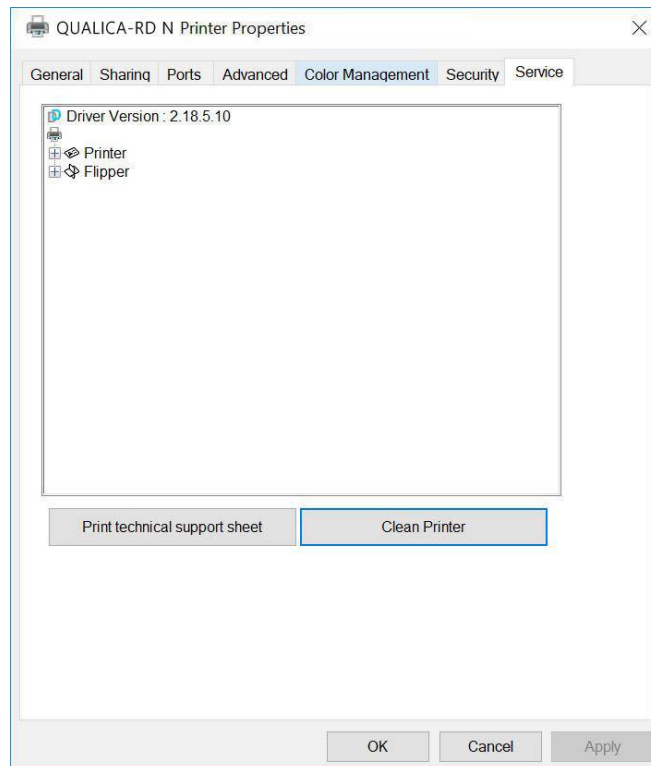 QUALICA-RD N Printer Properties
General Sharing Ports Advanced Color Management Security Service
Driver Version : 2.18.5.10
Printer
Flipper
Print technical support sheet Clean Printer
OK Cancel Apply